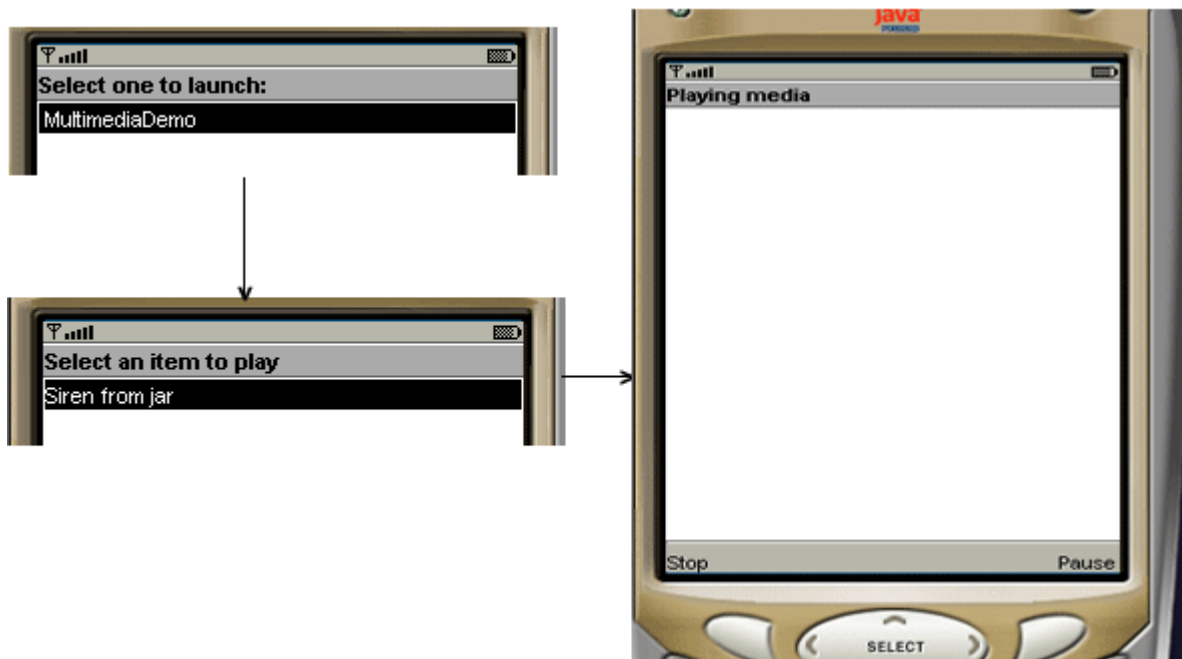 Select one to launch:
MultimediaDemo
Select an item to play
Siren from jar
Java
Playing media
Stop
Pause
SELECT